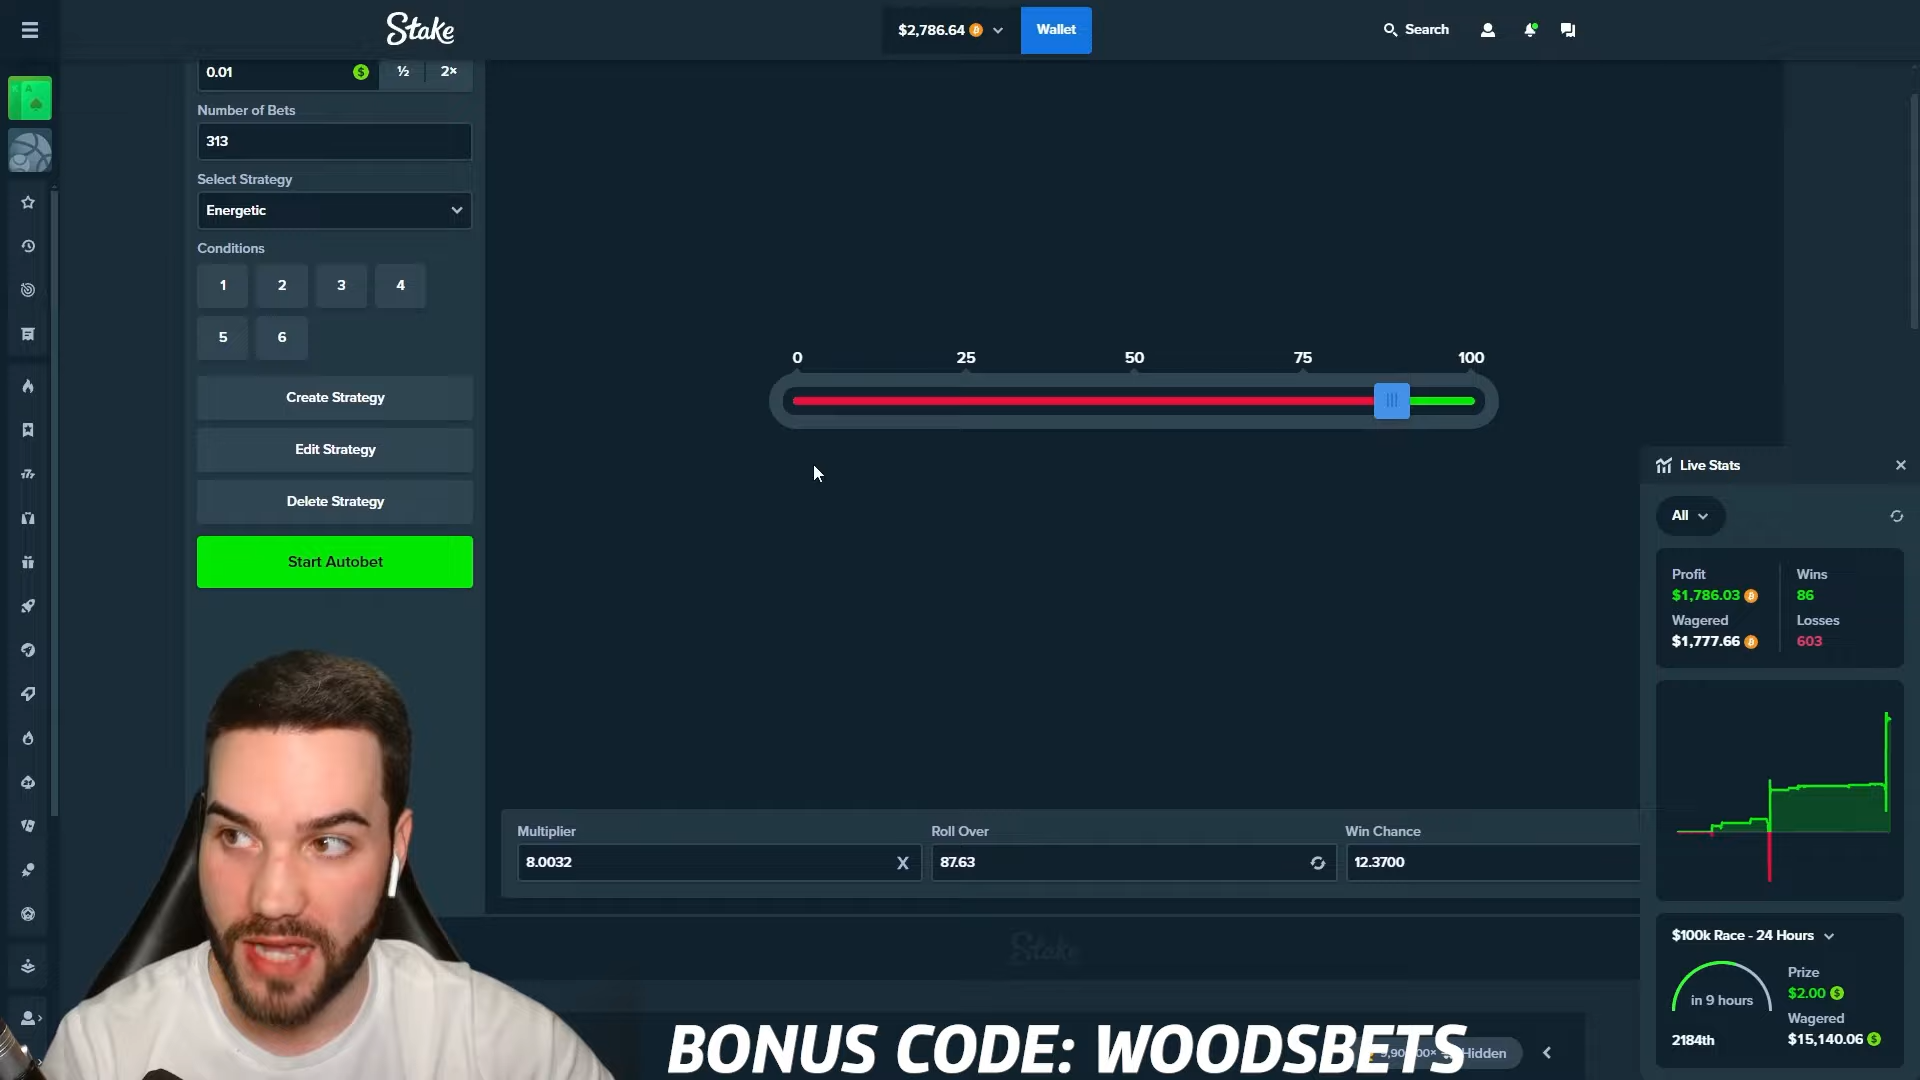 Stake
$2,786.64
Wallet
Search
0.01
½
2×
Number of Bets
313
Select Strategy
Energetic
Conditions
1
2
3
4
5
6
Create Strategy
Edit Strategy
Delete Strategy
Start Autobet
0
25
50
75
100
Multiplier
8.0032
X
Roll Over
87.63
Win Chance
12.3700
Live Stats
All
Profit
$1,786.03
Wins
86
Wagered
$1,777.66
Losses
603
$100k Race - 24 Hours
in 9 hours
2184th
Prize
$2.00
Wagered
$15,140.06
Stake
BONUS CODE: WOODSBETS
Hidden